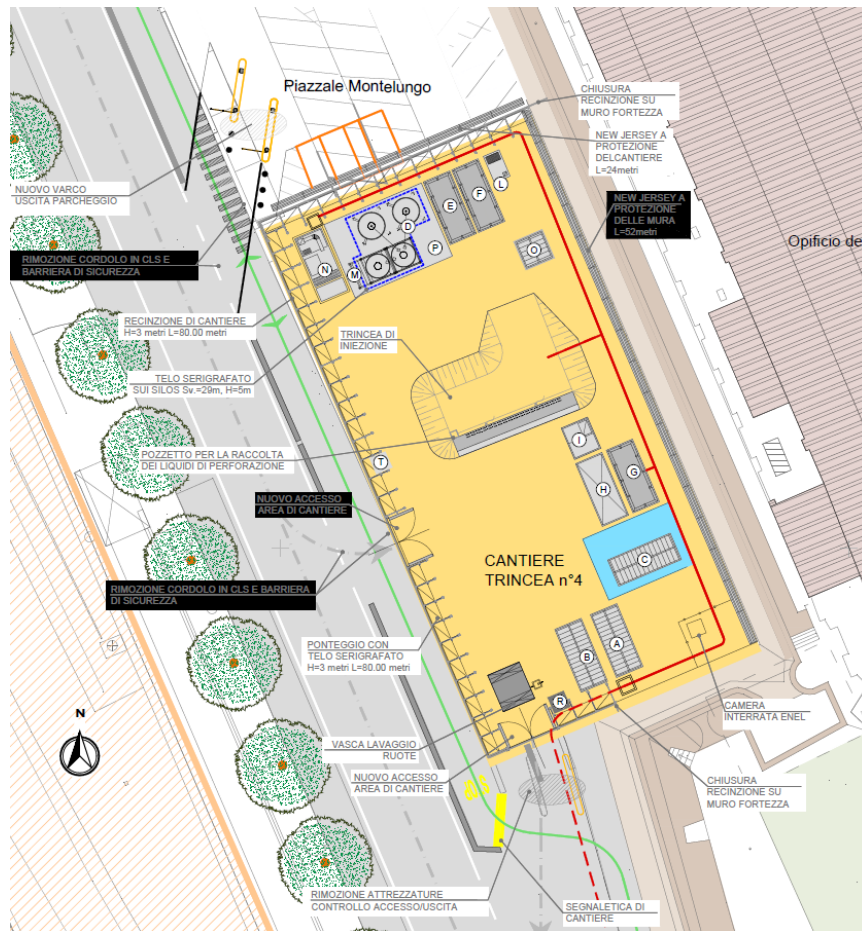 Piazzale Montelungo
CHIUSURA
RECINZIONE SU
MURO FORTEZZA
NEW JERSEY A
PROTEZIONE
DELCANTIERE
L=24metri
NUOVO VARCO
USCITA PARCHEGGIO
NEW JERSEY A
PROTEZIONE
DELLE MURA
L=52metri
Opificio de
RIMOZIONE CORDOLO IN CLS E
BARRIERA DI SICUREZZA
E
F
L
D
P
O
N
M
RECINZIONE DI CANTIERE
H=3 metri L=80.00 metri
TRINCEA DI
INIEZIONE
TELO SERIGRAFATO
SUI SILOS Sv.=29m, H=5m
POZZETTO PER LA RACCOLTA
DEI LIQUIDI DI PERFORAZIONE
I
T
G
H
NUOVO ACCESSO
AREA DI CANTIERE
CANTIERE
TRINCEA n°4
C
RIMOZIONE CORDOLO IN CLS E BARRIERA
DI SICUREZZA
PONTEGGIO CON
TELO SERIGRAFATO
H=3 metri L=80.00 metri
A
B
R
N
CAMERA
INTERRATA ENEL
VASCA LAVAGGIO
RUOTE
NUOVO ACCESSO
AREA DI CANTIERE
CHIUSURA
RECINZIONE SU
MURO FORTEZZA
RIMOZIONE ATTREZZATURE
CONTROLLO ACCESSO/USCITA
SEGNALETICA DI
CANTIERE